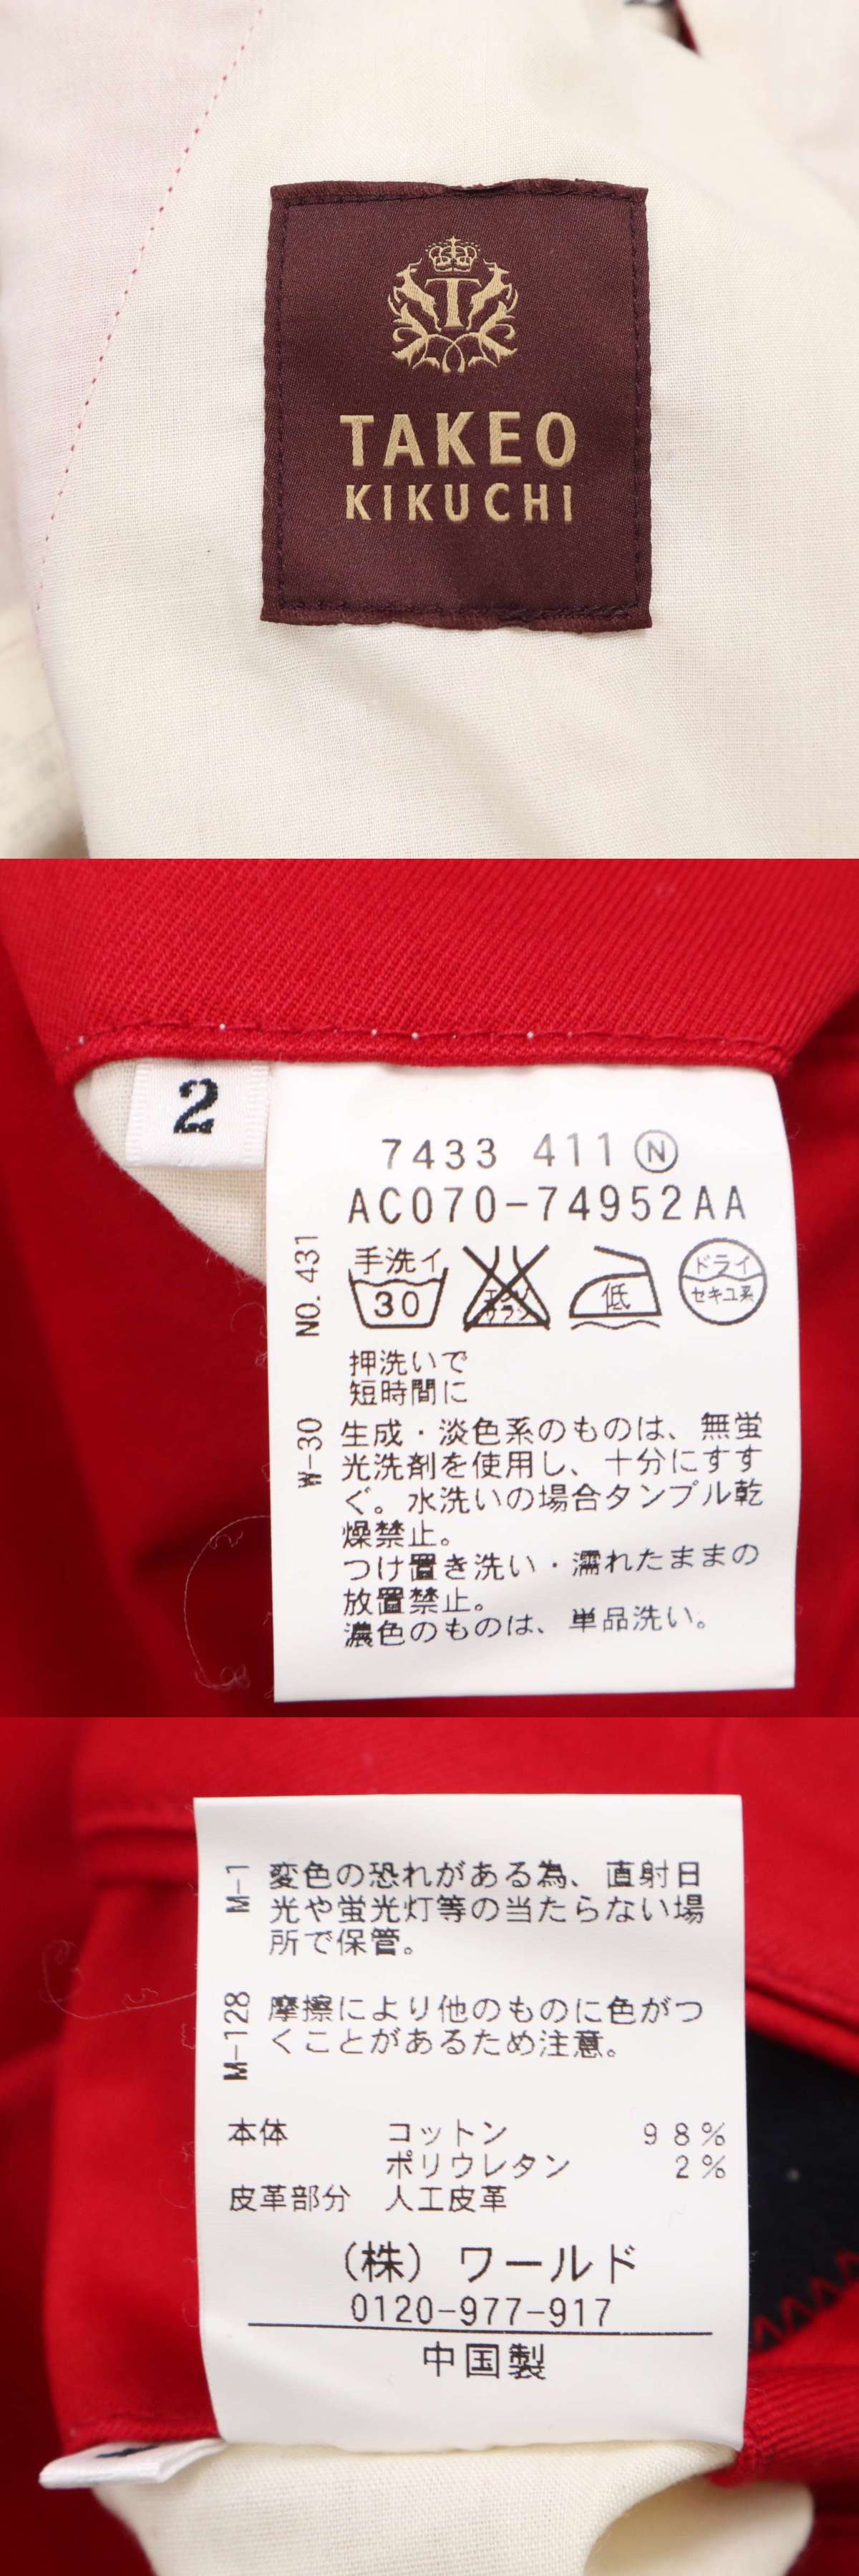 T
TAKEO
KIKUCHI
2
7433 411 N
AC070-74952AA
NO. 431
手洗イ
30
エンソ
サラシ
低
ドライ
セキユ系
押洗いで
短時間に
W-30
生成・淡色系のものは、無蛍
光洗剤を使用し、十分にすす
ぐ。水洗いの場合タンブル乾
燥禁止。
つけ置き洗い・濡れたままの
放置禁止。
濃色のものは、単品洗い。
M-1
変色の恐れがある為、直射日
光や蛍光灯等の当たらない場
所で保管。
M-128
摩擦により他のものに色がつ
くことがあるため注意。
本体 コットン 98%
ポリウレタン 2%
皮革部分 人工皮革
(株) ワールド
0120-977-917
中国製